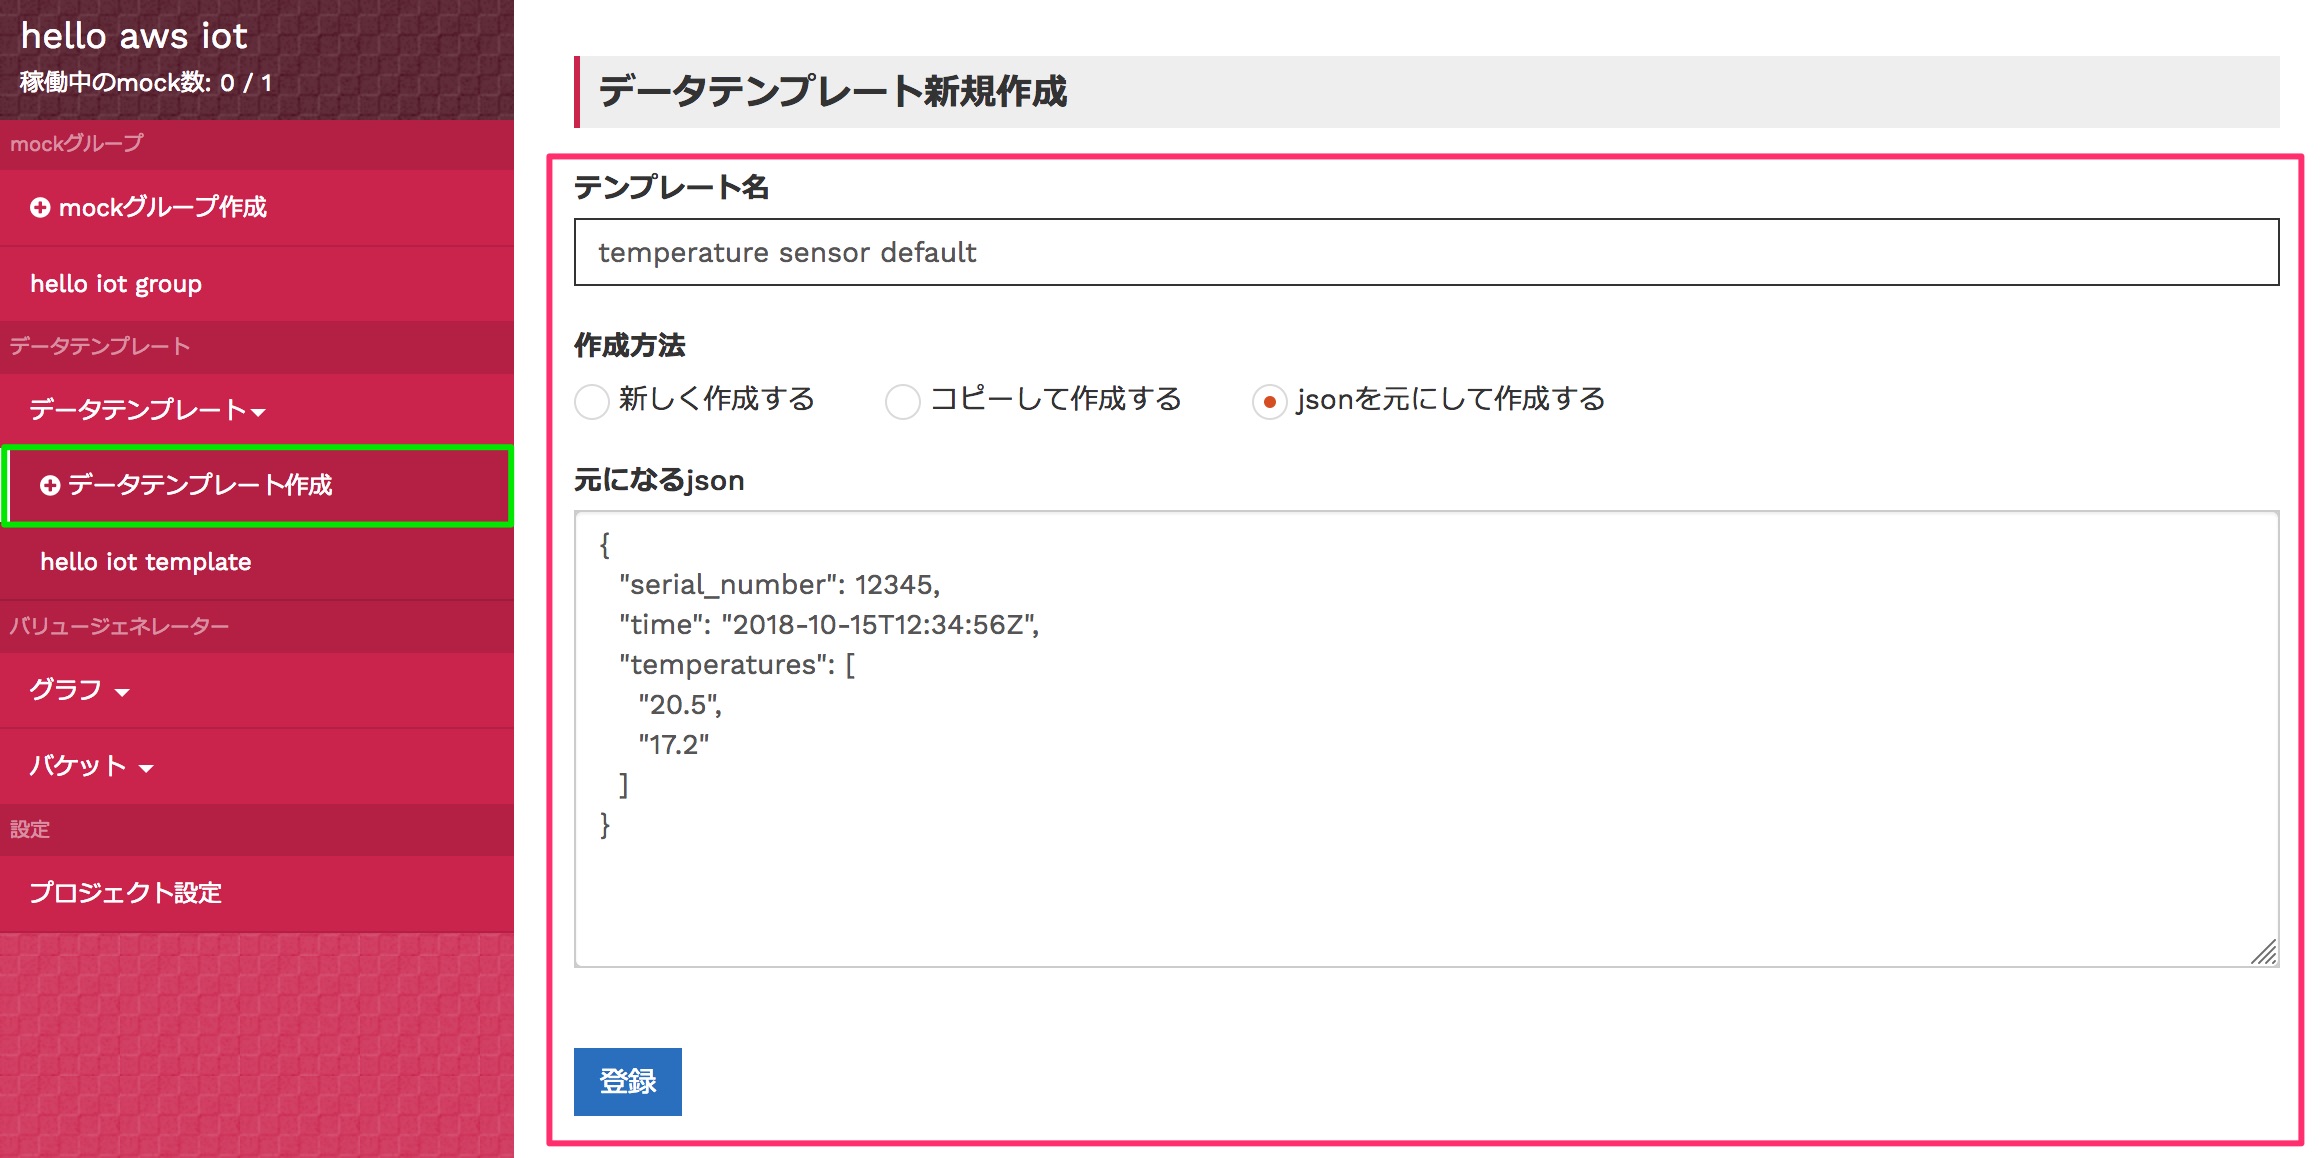 hello aws iot
稼働中のmock数: 0 / 1
mockグループ
mockグループ作成
hello iot group
データテンプレート
データテンプレート
データテンプレート作成
hello iot template
バリュージェネレーター
グラフ
バケット
設定
プロジェクト設定
データテンプレート新規作成
テンプレート名
temperature sensor default
作成方法
新しく作成する コピーして作成する jsonを元にして作成する
元になるjson
{
"serial_number": 12345,
"time": "2018-10-15T12:34:56Z",
"temperatures": [
"20.5",
"17.2"
]
}
登録